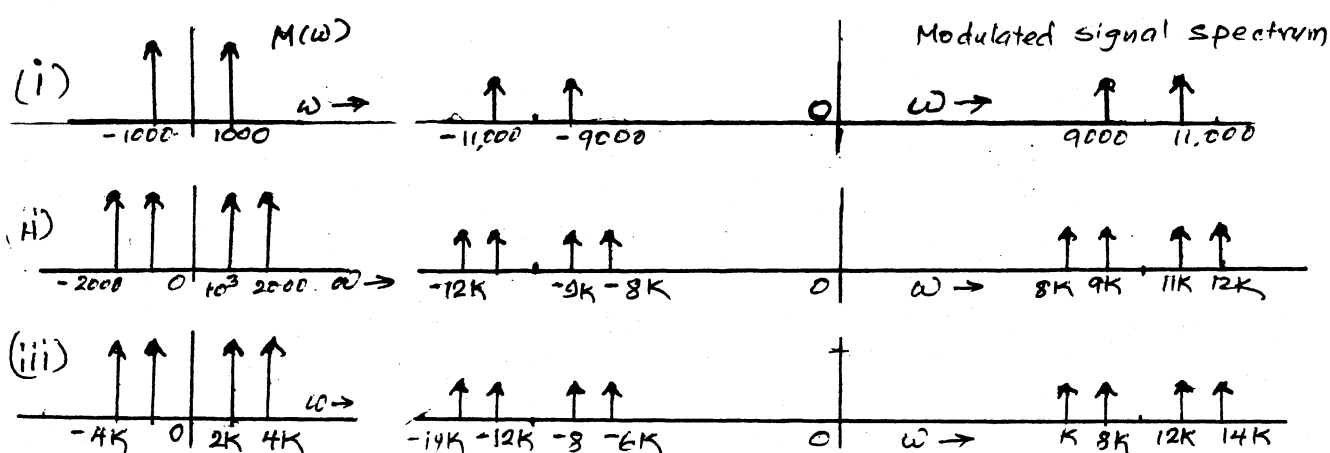 (i) M(ω) Modulated signal spectrum
ω → 0 ω →
-1000 1000 -11,000 -9000 9000 11,000
ii)
-2000 0 10³ 2000 ω → -12K -9K -8K 0 ω → 8K 9K 11K 12K
(iii)
ω →
-4K 0 2K 4K -14K -12K -8 -6K 0 ω → K 8K 12K 14K